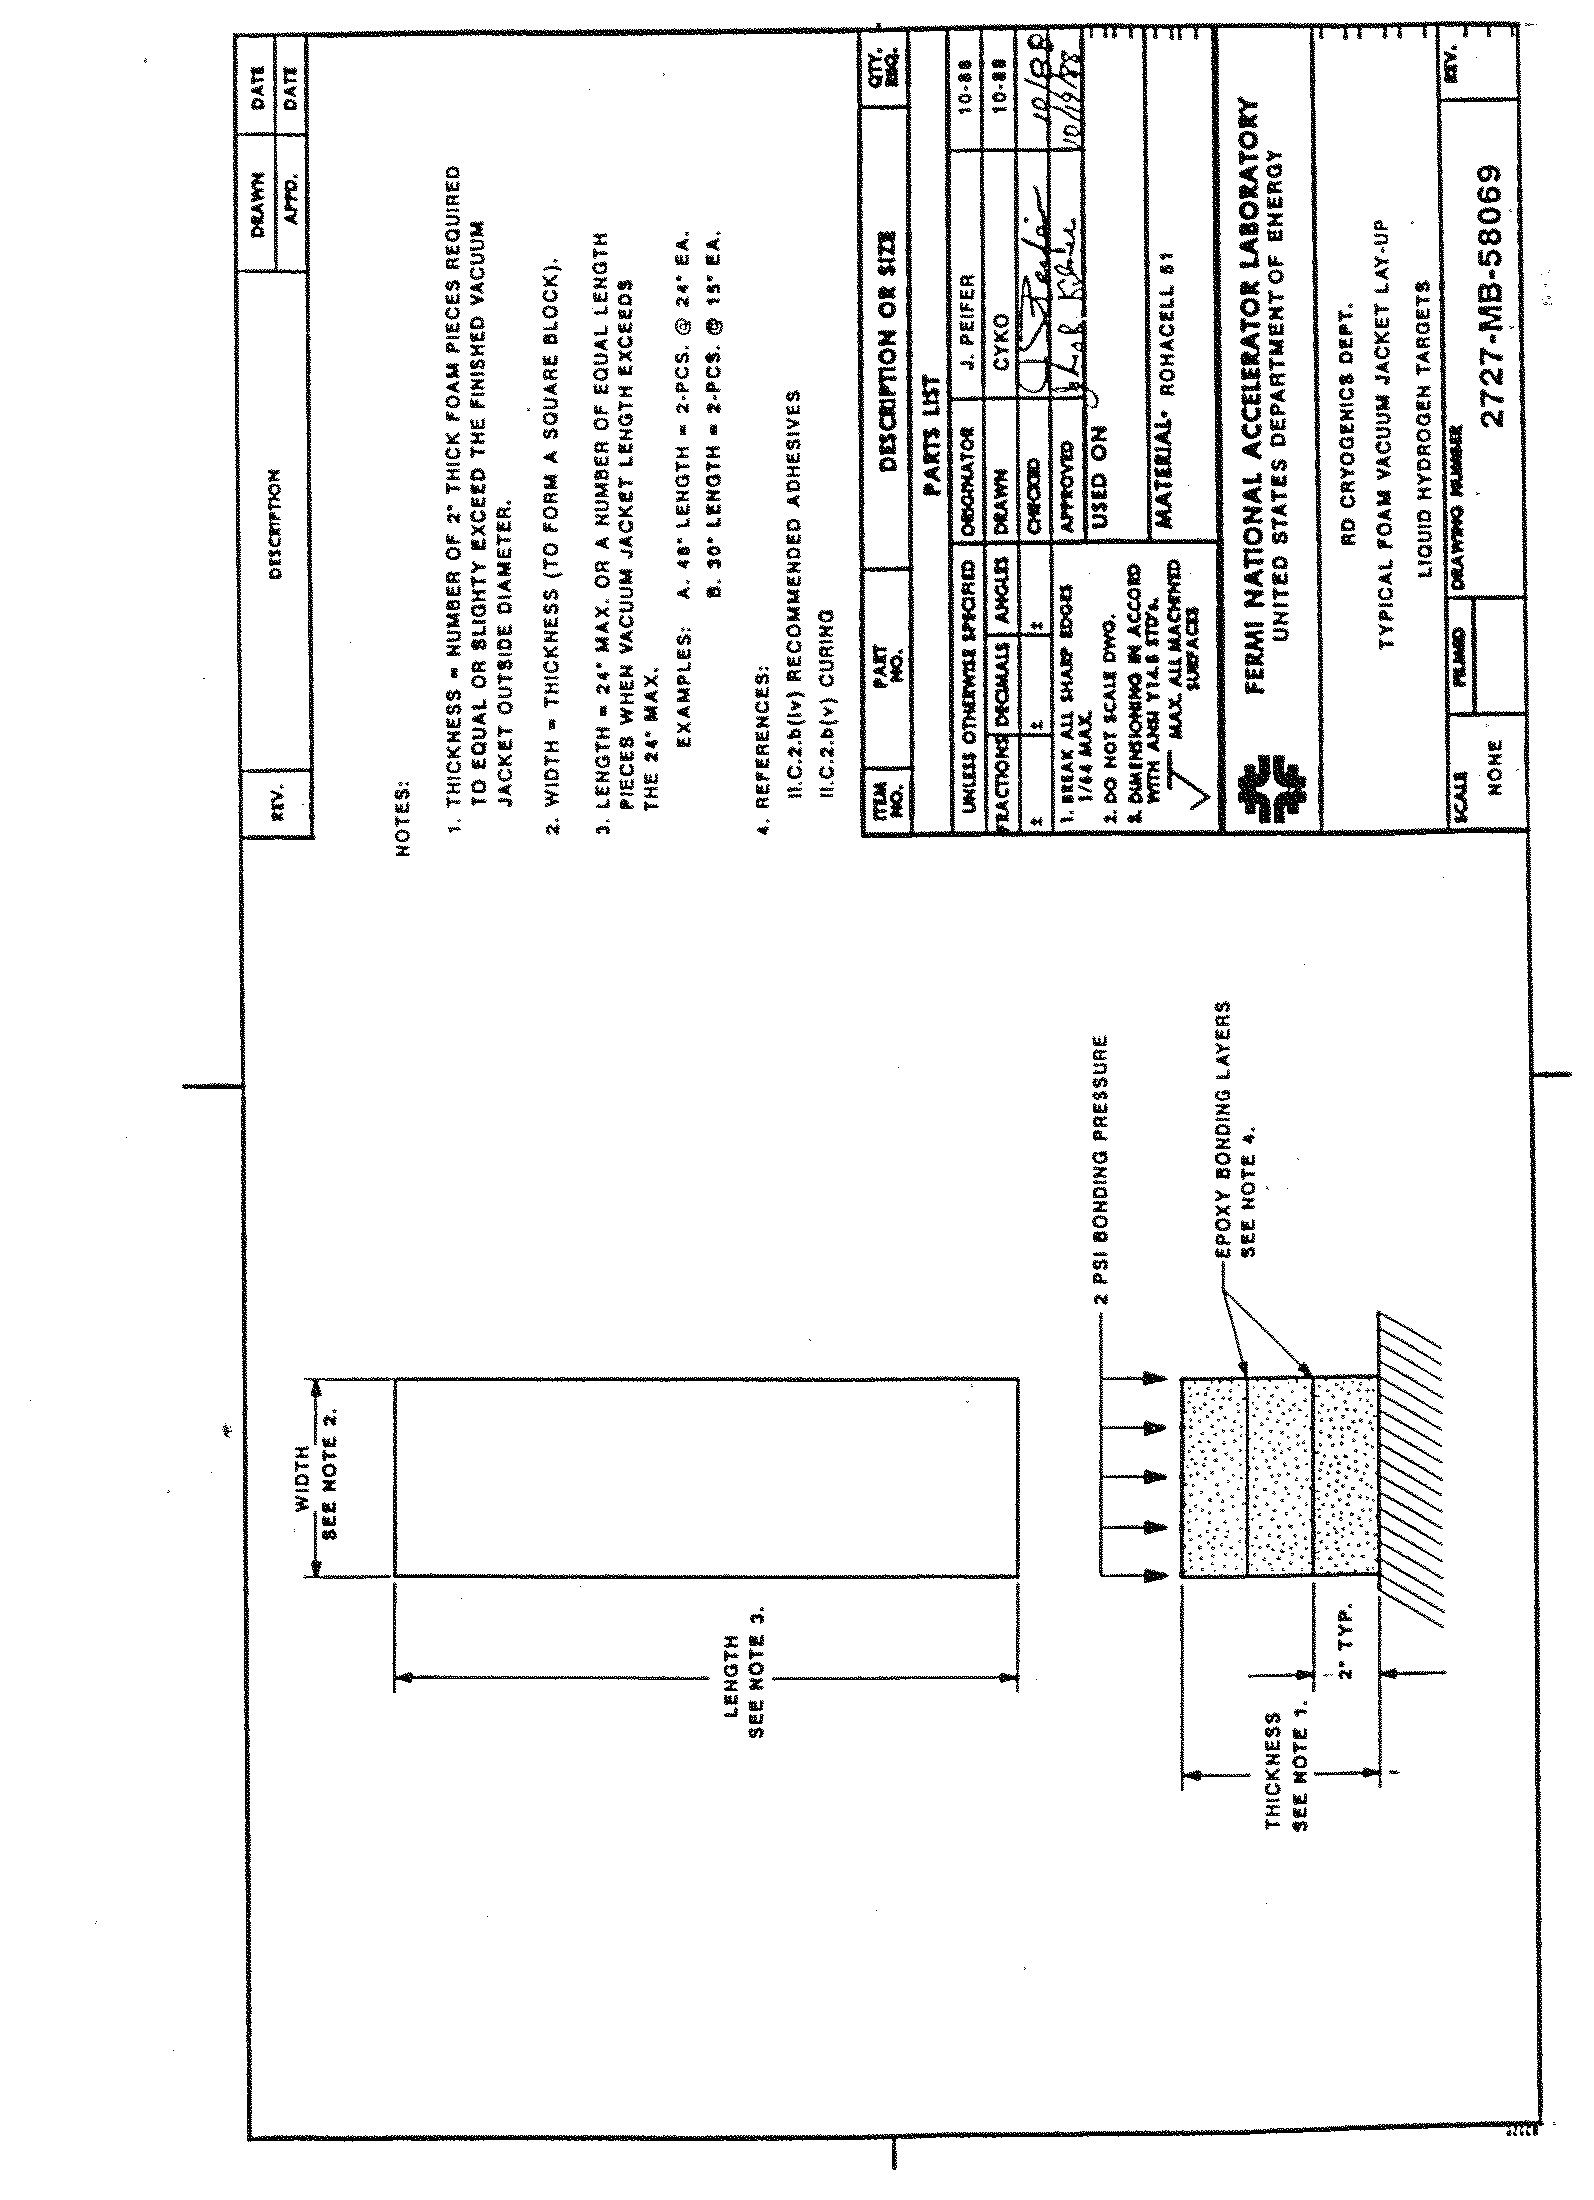 REV.
DESCRIPTION
DRAWN
DATE
APPD.
DATE
NOTES:
1. THICKNESS = NUMBER OF 2" THICK FOAM PIECES REQUIRED
TO EQUAL OR SLIGHTY EXCEED THE FINISHED VACUUM
JACKET OUTSIDE DIAMETER.
2. WIDTH = THICKNESS (TO FORM A SQUARE BLOCK).
3. LENGTH = 24" MAX. OR A NUMBER OF EQUAL LENGTH
PIECES WHEN VACUUM JACKET LENGTH EXCEEDS
THE 24" MAX.
EXAMPLES: A. 48" LENGTH = 2-PCS. @ 24" EA.
B. 30" LENGTH = 2-PCS. @ 15" EA.
4. REFERENCES:
II.C.2.b(iv) RECOMMENDED ADHESIVES
II.C.2.b(v) CURING
WIDTH
SEE NOTE 2.
LENGTH
SEE NOTE 3.
2 PSI BONDING PRESSURE
EPOXY BONDING LAYERS
SEE NOTE 4.
2" TYP.
THICKNESS
SEE NOTE 1.
ITEM NO.
PART NO.
DESCRIPTION OR SIZE
QTY. REQ.
PARTS LIST
UNLESS OTHERWISE SPECIFIED
FRACTIONS DECIMALS ANGLES
± ± ±
1. BREAK ALL SHARP EDGES
1/64 MAX.
2. DO NOT SCALE DWG.
3. DIMENSIONING IN ACCORD
WITH ANSI Y14.5 STD's.
MAX. ALL MACHINED
SURFACES
ORIGINATOR J. PEIFER 10-88
DRAWN CYKO 10-88
CHECKED J. Peifer 10/88
APPROVED 10/19/88
USED ON
MATERIAL- ROHACELL 51
FERMI NATIONAL ACCELERATOR LABORATORY
UNITED STATES DEPARTMENT OF ENERGY
RD CRYOGENICS DEPT.
TYPICAL FOAM VACUUM JACKET LAY-UP
LIQUID HYDROGEN TARGETS
SCALE
NONE
FILMED
DRAWING NUMBER
2727-MB-58069
REV.